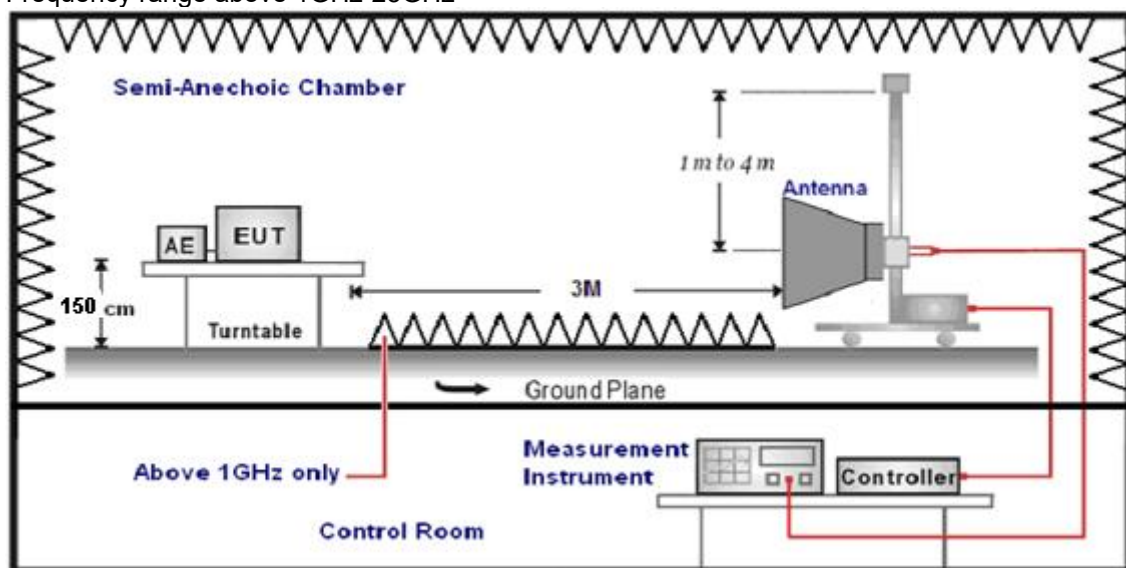 Frequency range above 1GHz-25GHz
Semi-Anechoic Chamber
1 m to 4 m
Antenna
AE
EUT
150 cm
3M
Turntable
Ground Plane
Above 1GHz only
Measurement
Instrument
Controller
Control Room